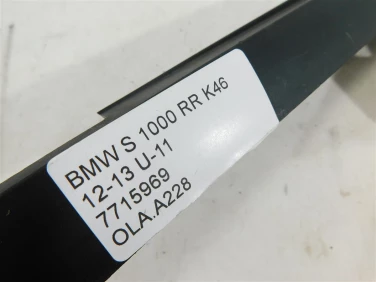 BMW S 1000 RR K46
12-13 U-11
7715969
OLA.A228